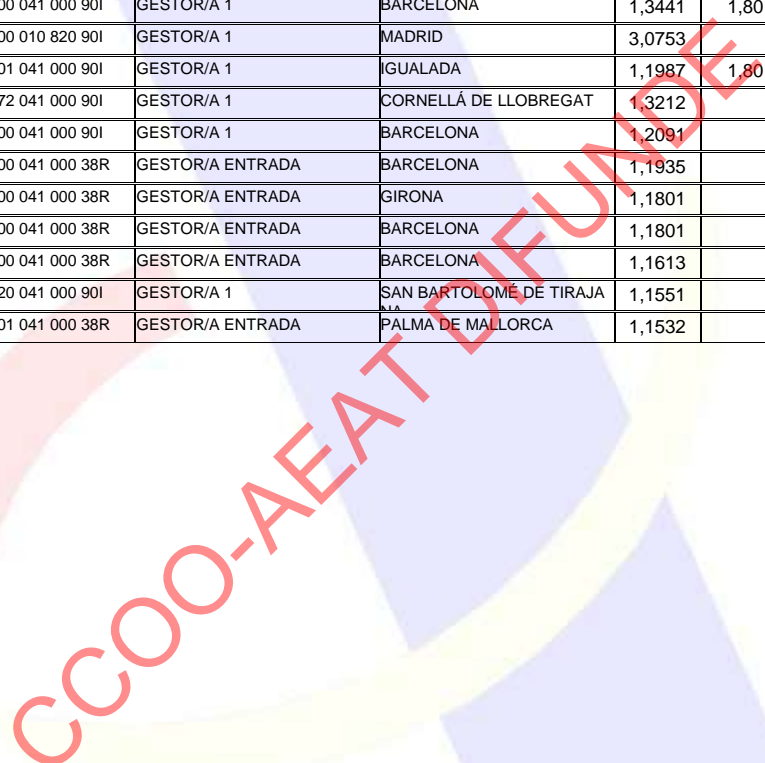 00 041 000 90I GESTOR/A 1 BARCELONA 1,3441 1,80
00 010 820 90I GESTOR/A 1 MADRID 3,0753
01 041 000 90I GESTOR/A 1 IGUALADA 1,1987 1,80
72 041 000 90I GESTOR/A 1 CORNELLÁ DE LLOBREGAT 1,3212
00 041 000 90I GESTOR/A 1 BARCELONA 1,2091
00 041 000 38R GESTOR/A ENTRADA BARCELONA 1,1935
00 041 000 38R GESTOR/A ENTRADA GIRONA 1,1801
00 041 000 38R GESTOR/A ENTRADA BARCELONA 1,1801
00 041 000 38R GESTOR/A ENTRADA BARCELONA 1,1613
20 041 000 90I GESTOR/A 1 SAN BARTOLOMÉ DE TIRAJA 1,1551
NA
01 041 000 38R GESTOR/A ENTRADA PALMA DE MALLORCA 1,1532
CCOO-AEAT DIFUNDE